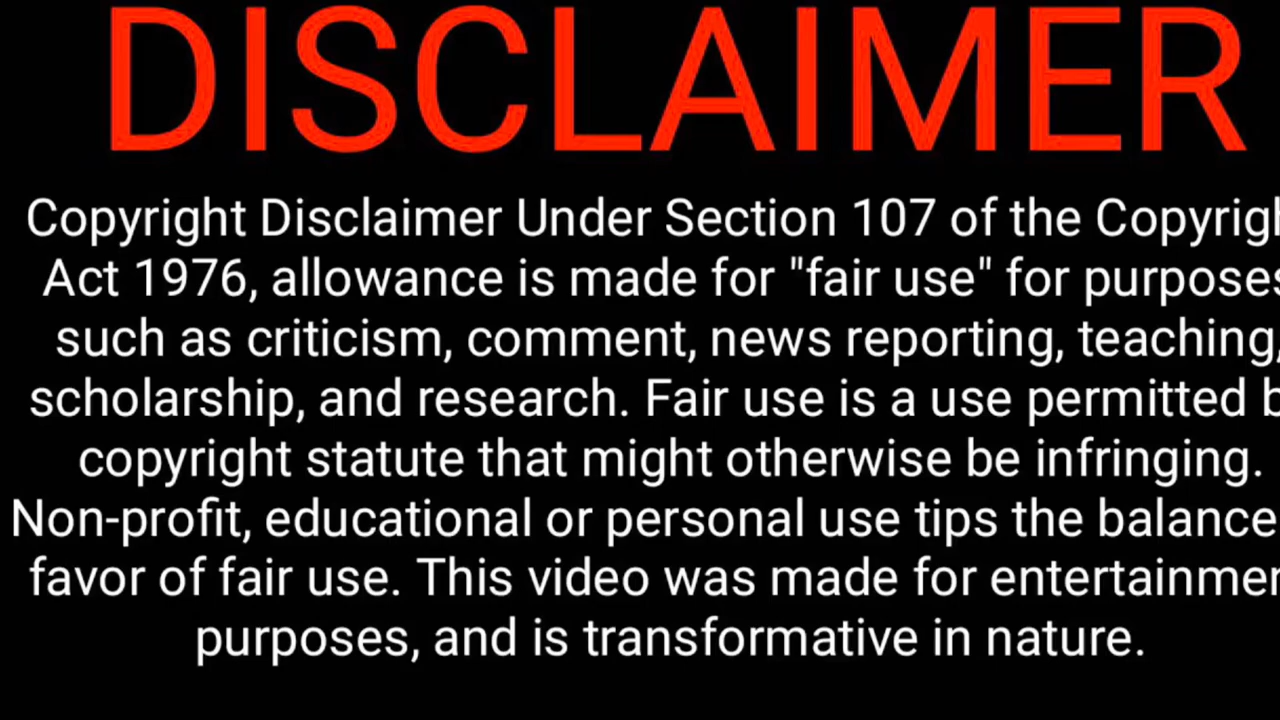 DISCLAIMER
Copyright Disclaimer Under Section 107 of the Copyrigh
Act 1976, allowance is made for "fair use" for purposes
such as criticism, comment, news reporting, teaching,
scholarship, and research. Fair use is a use permitted b
copyright statute that might otherwise be infringing.
Non-profit, educational or personal use tips the balance
favor of fair use. This video was made for entertainmen
purposes, and is transformative in nature.